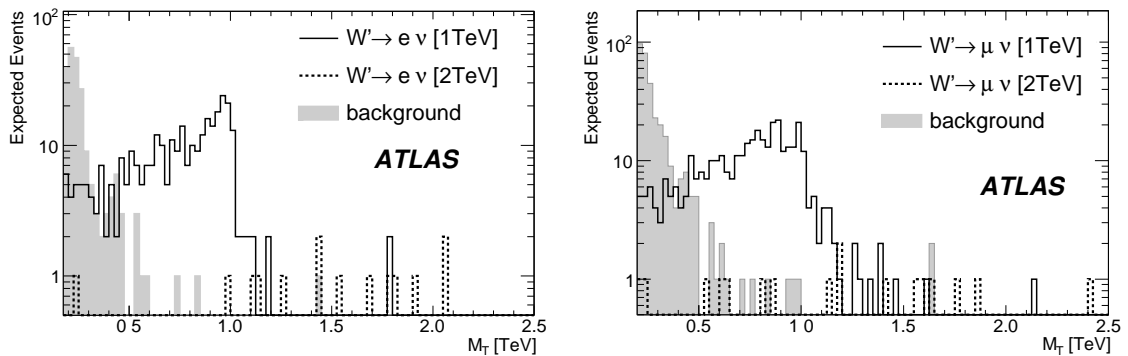 Expected Events
10²
10
1
W'→ e ν [1TeV]
W'→ e ν [2TeV]
background
ATLAS
0.5 1.0 1.5 2.0 2.5
M_T [TeV]
Expected Events
10²
10
1
W'→ μ ν [1TeV]
W'→ μ ν [2TeV]
background
ATLAS
0.5 1 0 1.5 2.0 2.5
M_T [TeV]